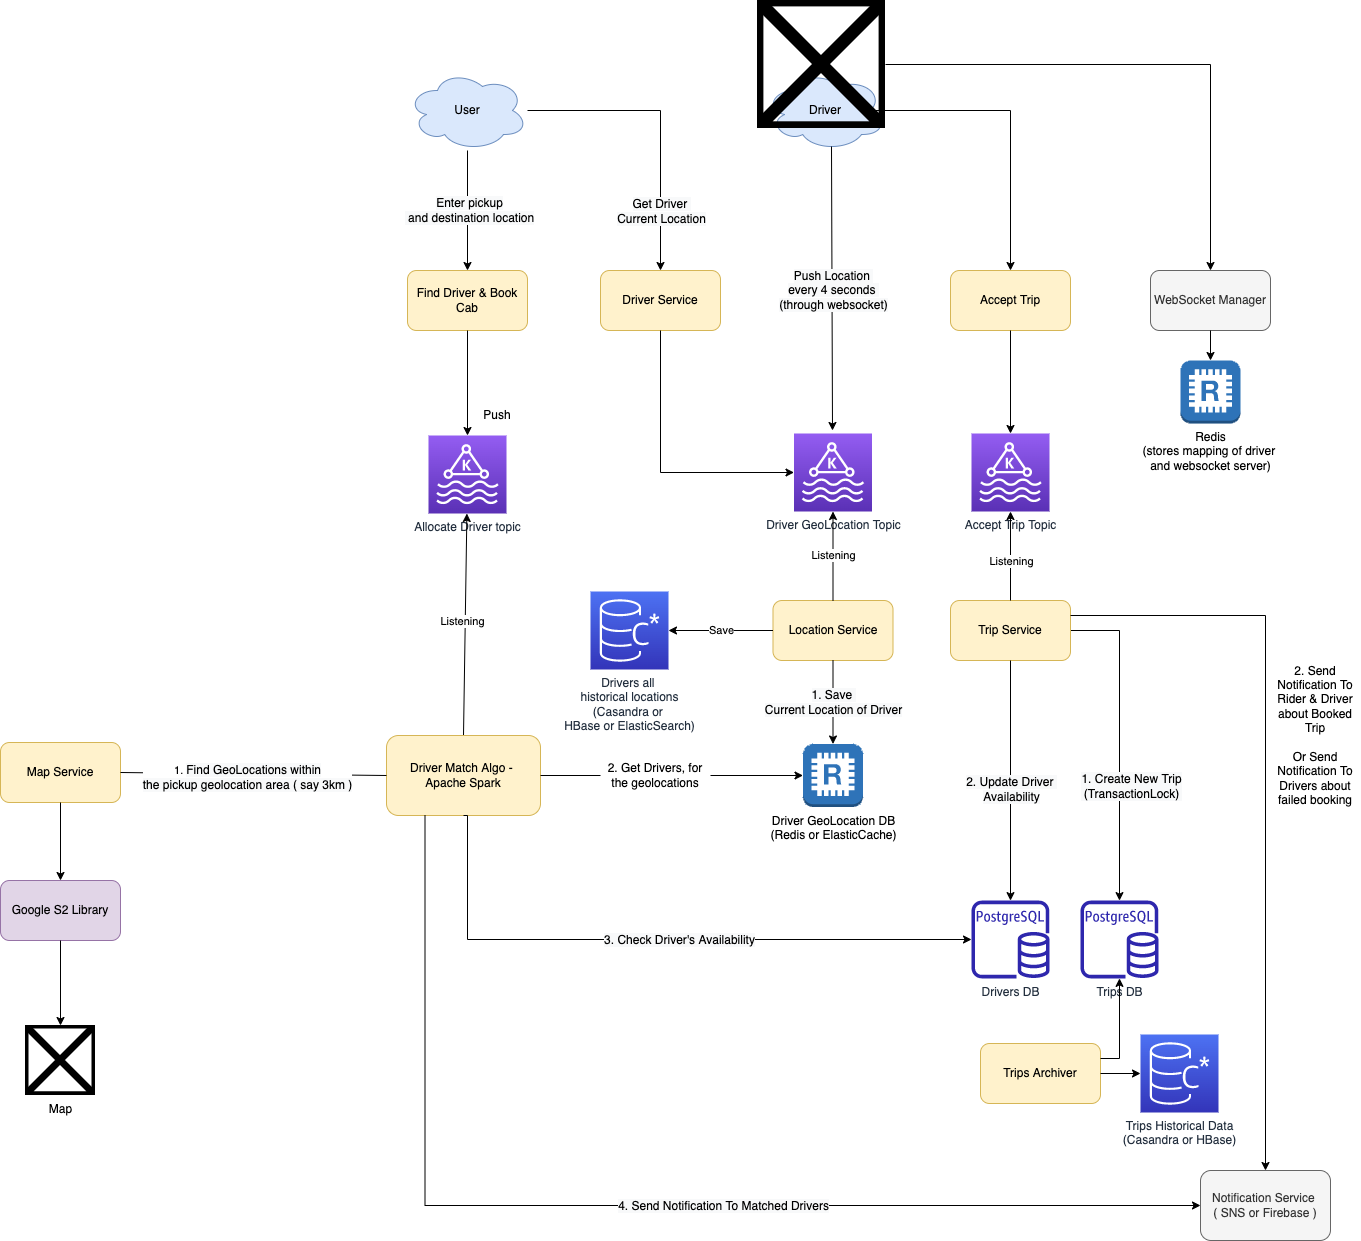 User
Driver
Enter pickup
and destination location
Get Driver
Current Location
Push Location
every 4 seconds
(through websocket)
Find Driver & Book
Cab
Driver Service
Accept Trip
WebSocket Manager
R
Redis
(stores mapping of driver
and websocket server)
Push
K
Allocate Driver topic
K
Driver GeoLocation Topic
K
Accept Trip Topic
Listening
Listening
Listening
C*
Drivers all
historical locations
(Casandra or
HBase or ElasticSearch)
Save
Location Service
Trip Service
1. Save
Current Location of Driver
2. Send
Notification To
Rider & Driver
about Booked
Trip
Or Send
Notification To
Drivers about
failed booking
Map Service
1. Find GeoLocations within
the pickup geolocation area ( say 3km )
Driver Match Algo -
Apache Spark
2. Get Drivers, for
the geolocations
R
Driver GeoLocation DB
(Redis or ElasticCache)
2. Update Driver
Availability
1. Create New Trip
(TransactionLock)
Google S2 Library
3. Check Driver's Availability
PostgreSQL
Drivers DB
PostgreSQL
Trips DB
Map
Trips Archiver
C*
Trips Historical Data
(Casandra or HBase)
4. Send Notification To Matched Drivers
Notification Service
( SNS or Firebase )